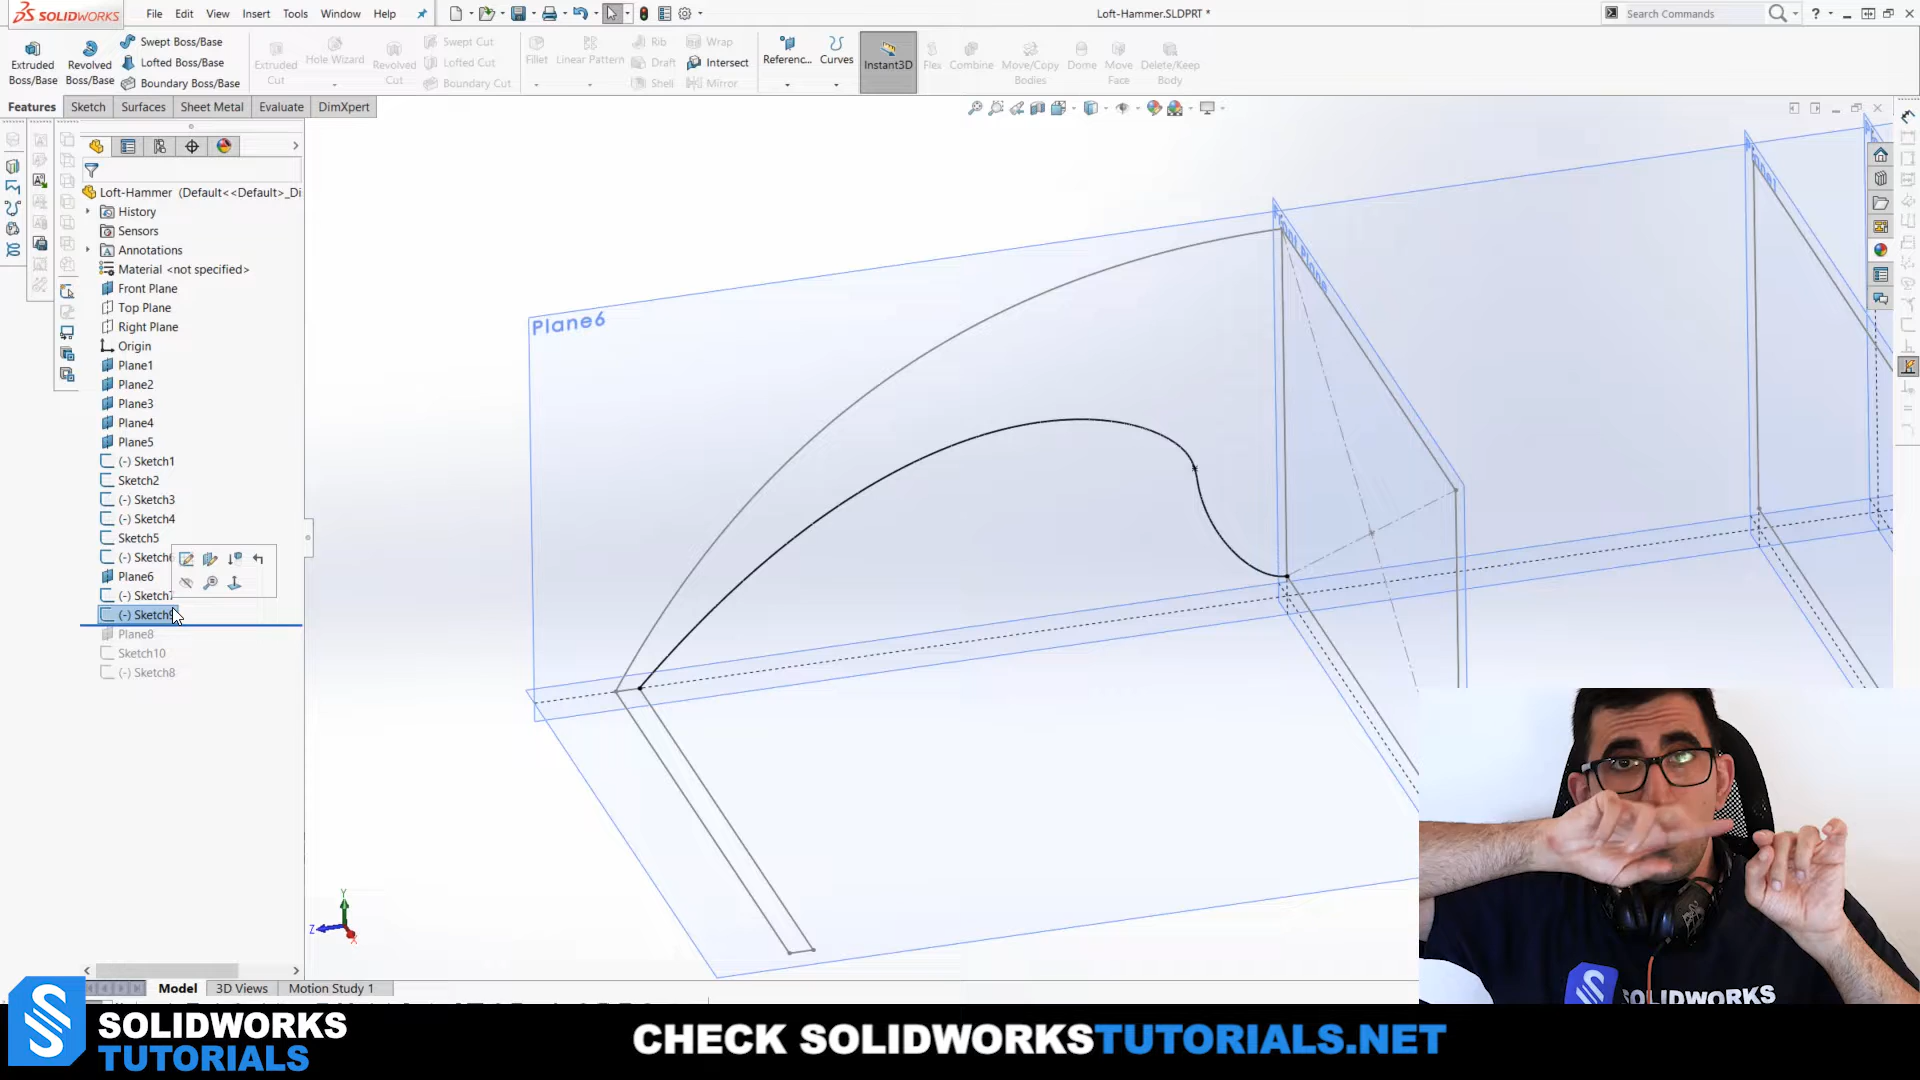 SOLIDWORKS
File Edit View Insert Tools Window Help
Loft-Hammer.SLDPRT *
Search Commands
Extruded Boss/Base
Revolved Boss/Base
Swept Boss/Base
Lofted Boss/Base
Boundary Boss/Base
Extruded Cut
Hole Wizard
Revolved Cut
Swept Cut
Lofted Cut
Boundary Cut
Fillet
Linear Pattern
Rib
Draft
Shell
Wrap
Intersect
Mirror
Referenc...
Curves
Instant3D
Flex
Combine
Move/Copy Bodies
Dome
Move Face
Delete/Keep Body
Features Sketch Surfaces Sheet Metal Evaluate DimXpert
Loft-Hammer (Default<<Default>_Di
History
Sensors
Annotations
Material <not specified>
Front Plane
Top Plane
Right Plane
Origin
Plane1
Plane2
Plane3
Plane4
Plane5
(-) Sketch1
Sketch2
(-) Sketch3
(-) Sketch4
Sketch5
(-) Sketch6
Plane6
(-) Sketch7
(-) Sketch9
Plane8
Sketch10
(-) Sketch8
Plane6
Y
Z
X
Model 3D Views Motion Study 1
SOLIDWORKS
SOLIDWORKS
TUTORIALS
CHECK SOLIDWORKSTUTORIALS.NET